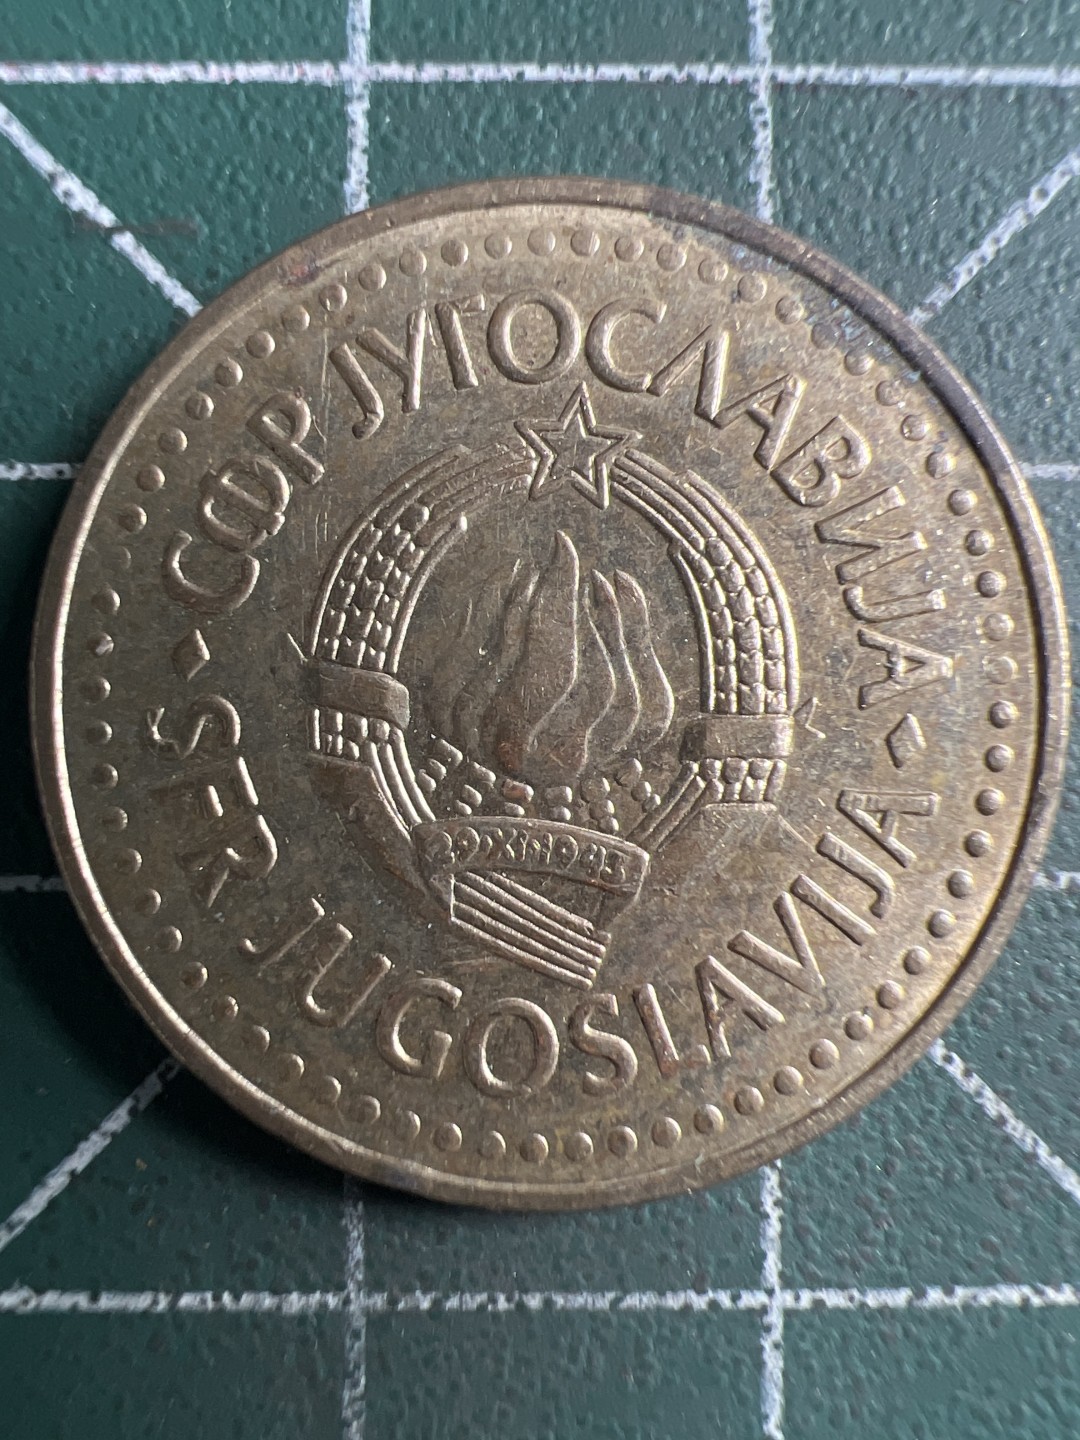 СФР ЈУГОСЛАВИЈА
SFR JUGOSLAVIJA
29·XI·1943